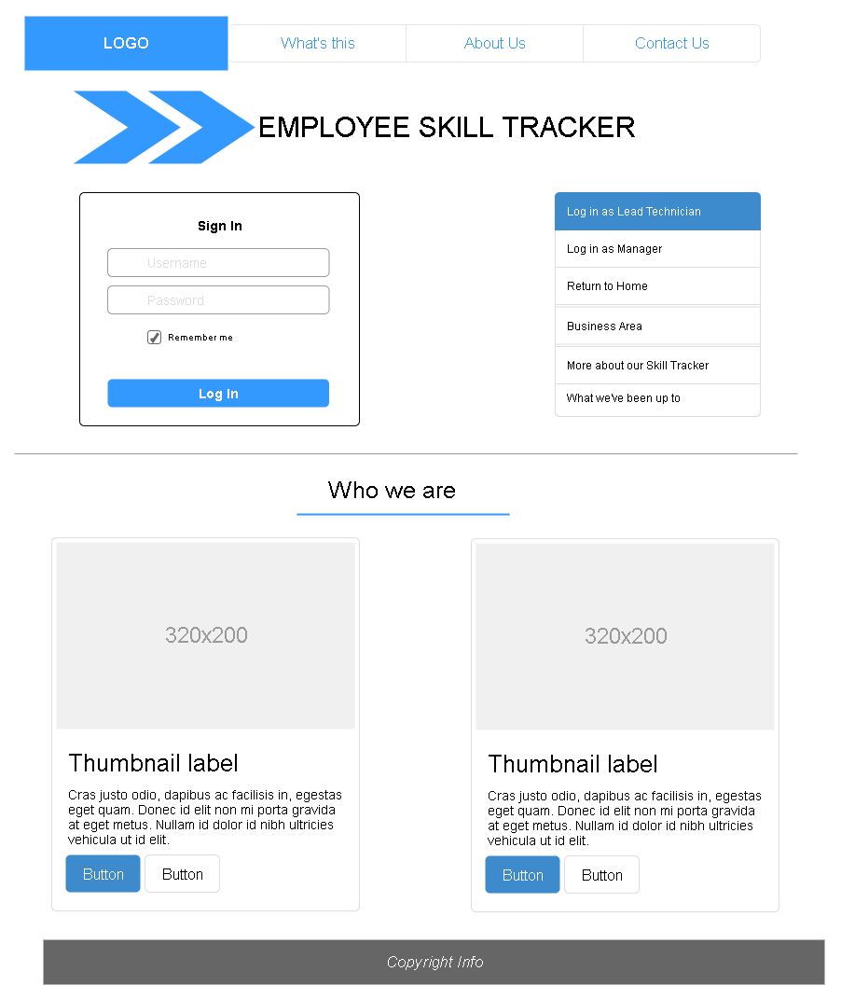 LOGO
What's this
About Us
Contact Us
EMPLOYEE SKILL TRACKER
Sign In
Username
Password
Remember me
Log In
Log in as Lead Technician
Log in as Manager
Return to Home
Business Area
More about our Skill Tracker
What we've been up to
Who we are
320x200
Thumbnail label
Cras justo odio, dapibus ac facilisis in, egestas
eget quam. Donec id elit non mi porta gravida
at eget metus. Nullam id dolor id nibh ultricies
vehicula ut id elit.
Button
Button
320x200
Thumbnail label
Cras justo odio, dapibus ac facilisis in, egestas
eget quam. Donec id elit non mi porta gravida
at eget metus. Nullam id dolor id nibh ultricies
vehicula ut id elit.
Button
Button
Copyright Info